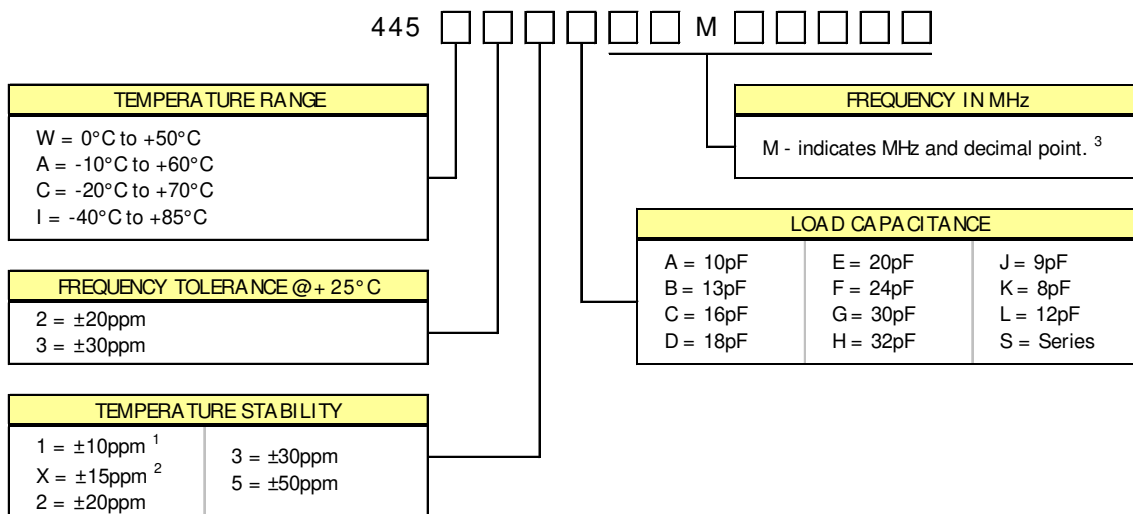 445 M
TEMPERATURE RANGE
W = 0°C to +50°C
A = -10°C to +60°C
C = -20°C to +70°C
I = -40°C to +85°C
FREQUENCY IN MHz
M - indicates MHz and decimal point. 3
LOAD CAPACITANCE
A = 10pF
B = 13pF
C = 16pF
D = 18pF
E = 20pF
F = 24pF
G = 30pF
H = 32pF
J = 9pF
K = 8pF
L = 12pF
S = Series
FREQUENCY TOLERANCE @ + 25°C
2 = ±20ppm
3 = ±30ppm
TEMPERATURE STABILITY
1 = ±10ppm 1
X = ±15ppm 2
2 = ±20ppm
3 = ±30ppm
5 = ±50ppm